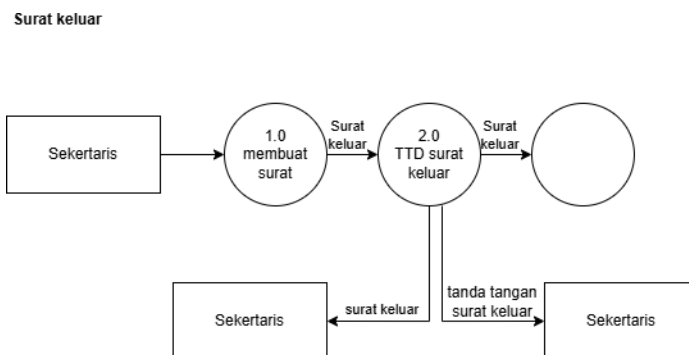 Surat keluar
Sekertaris
1.0
membuat
surat
Surat
keluar
2.0
TTD surat
keluar
Surat
keluar
Sekertaris
surat keluar
tanda tangan
surat keluar
Sekertaris